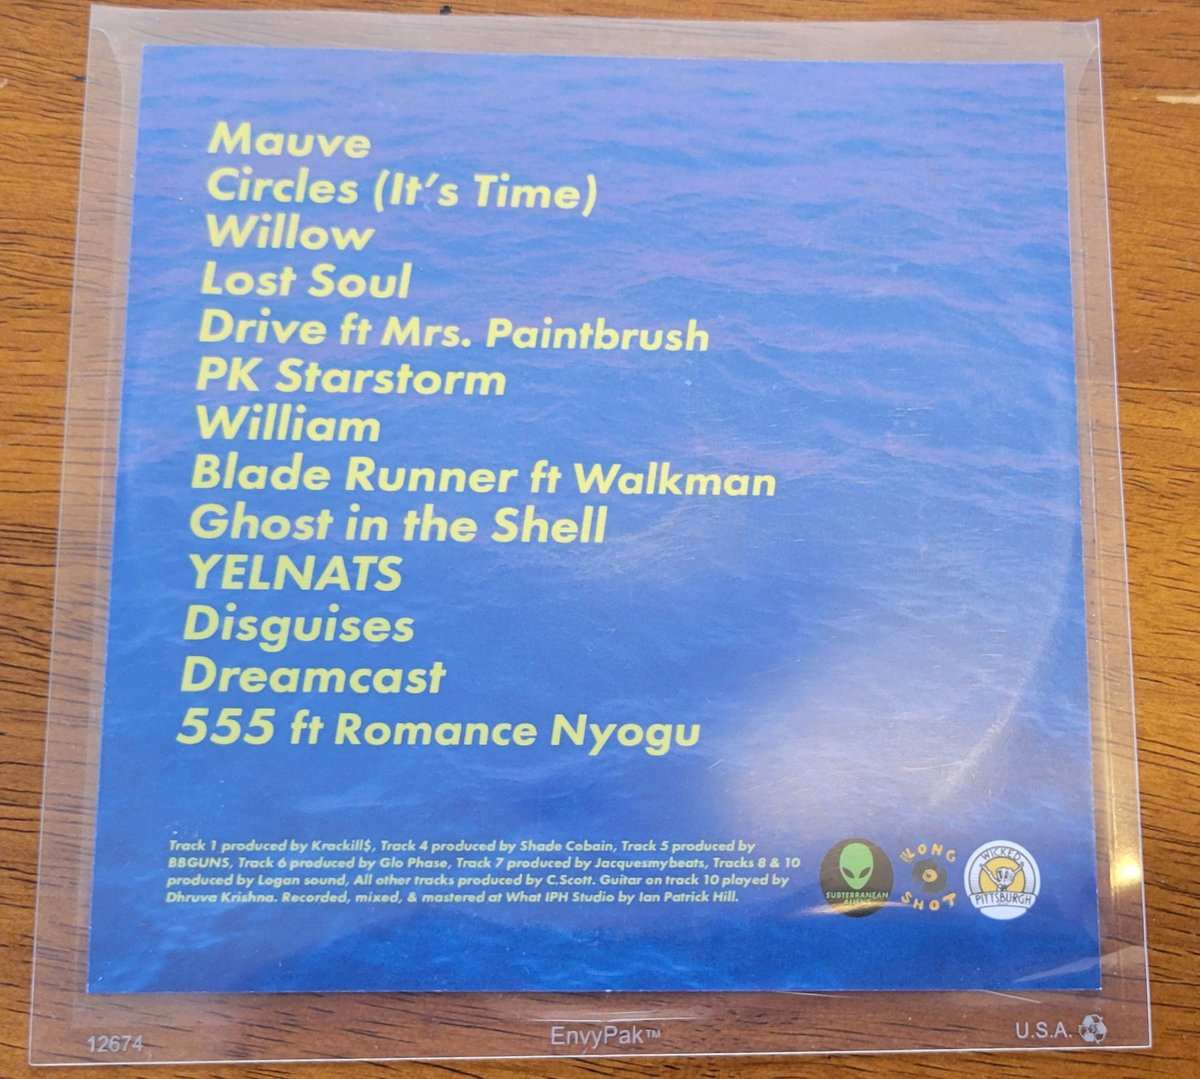 Mauve
Circles (It's Time)
Willow
Lost Soul
Drive ft Mrs. Paintbrush
PK Starstorm
William
Blade Runner ft Walkman
Ghost in the Shell
YELNATS
Disguises
Dreamcast
555 ft Romance Nyogu
Track 1 produced by Krackill$, Track 4 produced by Shade Cobain, Track 5 produced by
BBGUNS, Track 6 produced by Glo Phase, Track 7 produced by Jacquesmybeats, Tracks 8 & 10
produced by Logan sound, All other tracks produced by C.Scott. Guitar on track 10 played by
Dhruva Krishna. Recorded, mixed, & mastered at What IPH Studio by Ian Patrick Hill.
SUBTERRANEAN
ALIENS
LONG
SHOT
WICKED
PITTSBURGH
12674
EnvyPak™
U.S.A.